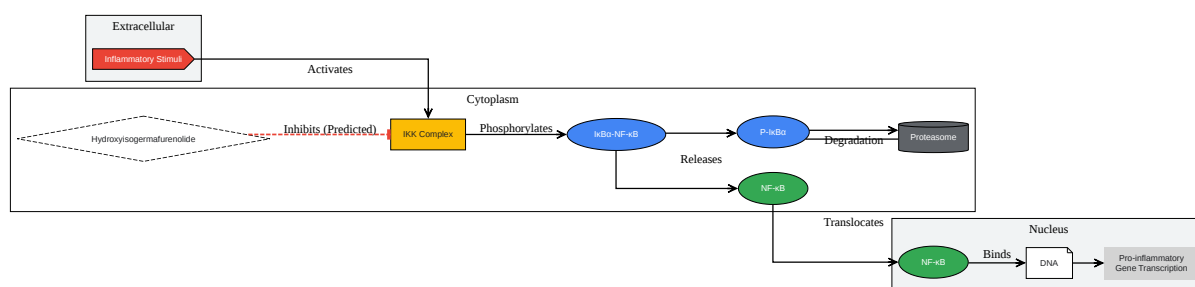 Extracellular
Inflammatory Stimuli
Activates
Cytoplasm
Hydroxyisogermafurenolide
Inhibits (Predicted)
IKK Complex
Phosphorylates
IκBα-NF-κB
P-IκBα
Degradation
Proteasome
Releases
NF-κB
Translocates
Nucleus
NF-κB
Binds
DNA
Pro-inflammatory
Gene Transcription